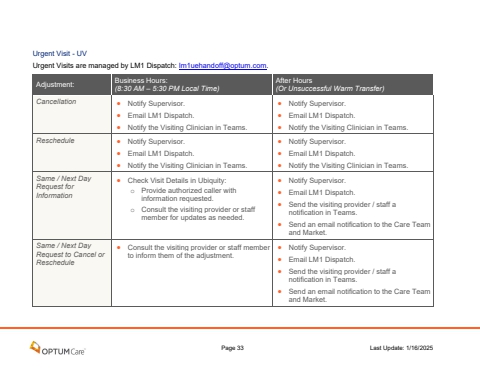 Urgent Visit - UV
Urgent Visits are managed by LM1 Dispatch: lm1uehandoff@optum.com.
Adjustment:
Business Hours:
(8:30 AM – 5:30 PM Local Time)
After Hours
(Or Unsuccessful Warm Transfer)
Cancellation
• Notify Supervisor.
• Email LM1 Dispatch.
• Notify the Visiting Clinician in Teams.
• Notify Supervisor.
• Email LM1 Dispatch.
• Notify the Visiting Clinician in Teams.
Reschedule
• Notify Supervisor.
• Email LM1 Dispatch.
• Notify the Visiting Clinician in Teams.
• Notify Supervisor.
• Email LM1 Dispatch.
• Notify the Visiting Clinician in Teams.
Same / Next Day
Request for
Information
• Check Visit Details in Ubiquity:
o Provide authorized caller with
information requested.
o Consult the visiting provider or staff
member for updates as needed.
• Notify Supervisor.
• Email LM1 Dispatch.
• Send the visiting provider / staff a
notification in Teams.
• Send an email notification to the Care Team
and Market.
Same / Next Day
Request to Cancel or
Reschedule
• Consult the visiting provider or staff member
to inform them of the adjustment.
• Notify Supervisor.
• Email LM1 Dispatch.
• Send the visiting provider / staff a
notification in Teams.
• Send an email notification to the Care Team
and Market.
OPTUMCare
Page 33
Last Update: 1/16/2025